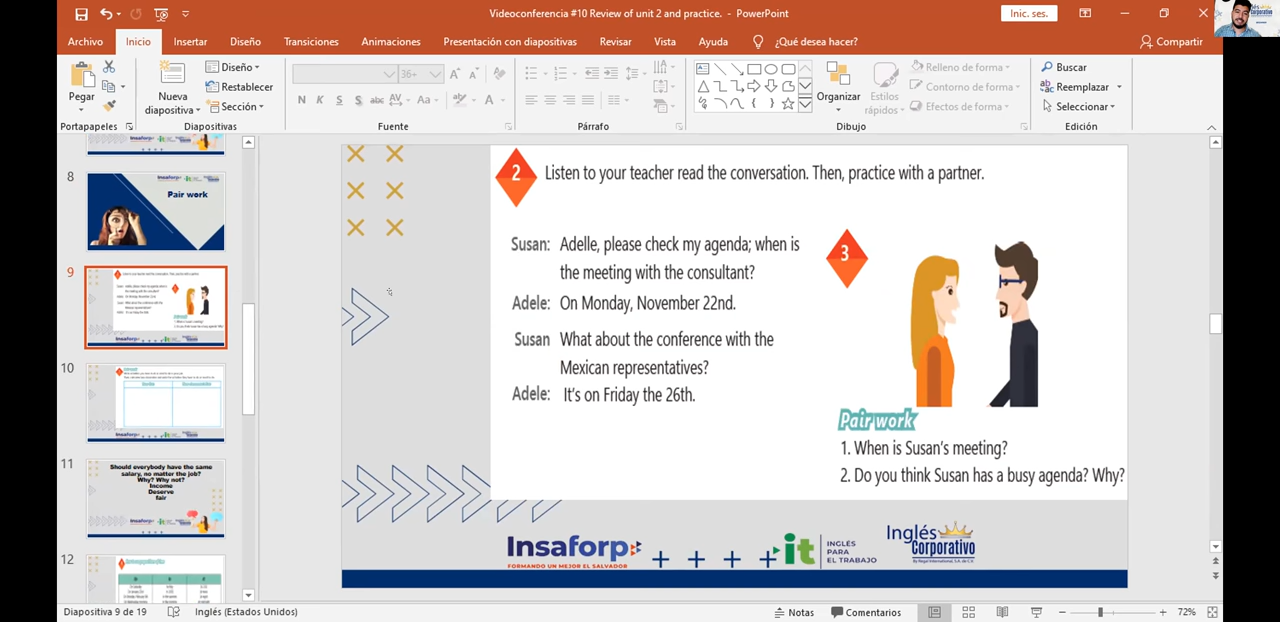 Videoconferencia #10 Review of unit 2 and practice. - PowerPoint
Inic. ses.
Archivo Inicio Insertar Diseño Transiciones Animaciones Presentación con diapositivas Revisar Vista Ayuda ¿Qué desea hacer? Compartir
Pegar
Nueva diapositiva
Diseño
Restablecer
Sección
36+
N K S S abc AV Aa A
Organizar
Estilos rápidos
Relleno de forma
Contorno de forma
Efectos de forma
Buscar
Reemplazar
Seleccionar
Portapapeles Diapositivas Fuente Párrafo Dibujo Edición
8
Pair work
9
10
11
Should everybody have the same
salary, no matter the job?
Why? Why not?
Income
Deserve
fair
12
2 Listen to your teacher read the conversation. Then, practice with a partner.
Susan: Adelle, please check my agenda; when is
the meeting with the consultant?
Adele: On Monday, November 22nd.
Susan What about the conference with the
Mexican representatives?
Adele: It's on Friday the 26th.
3
Pair work
1. When is Susan's meeting?
2. Do you think Susan has a busy agenda? Why?
Insaforp
FORMANDO UN MEJOR EL SALVADOR
it INGLÉS
PARA
EL TRABAJO
Inglés
Corporativo
By Regal International, S.A. de C.V.
Diapositiva 9 de 19 Inglés (Estados Unidos) Notas Comentarios 72%